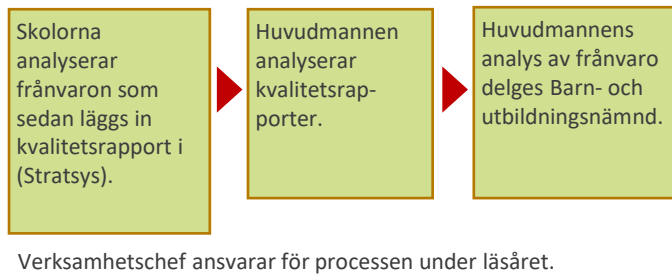 Skolorna
analyserar
frånvaron som
sedan läggs in
kvalitetsrapport i
(Stratsys).
Huvudmannen
analyserar
kvalitetsrap-
porter.
Huvudmannens
analys av frånvaro
delges Barn- och
utbildningsnämnd.
Verksamhetschef ansvarar för processen under läsåret.